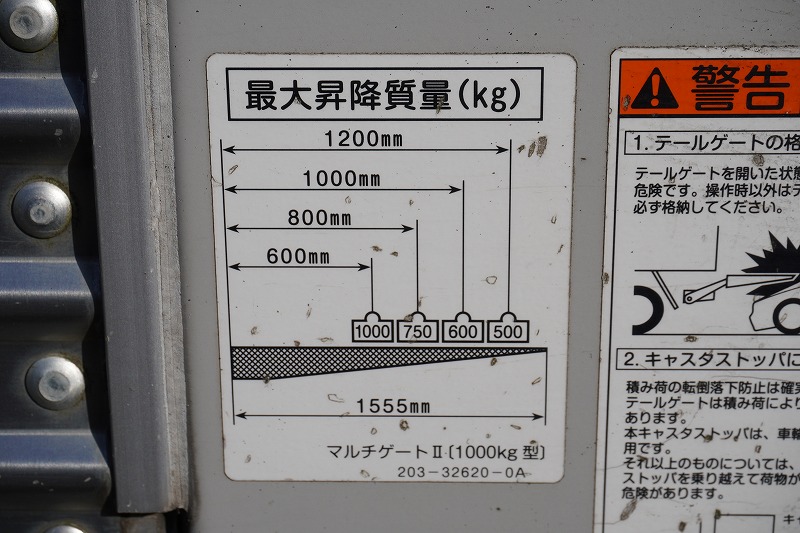 最大昇降質量(kg)
1200mm
1000mm
800mm
600mm
1000 750 600 500
1555mm
マルチゲートⅡ〔1000kg型〕
203-32620-0A
警告
1. テールゲートの格
テールゲートを開いた状態
危険です。操作時以外はテ
必ず格納してください。
2. キャスタストッパに
積み荷の転倒落下防止は確実
テールゲートは積み荷により
あります。
本キャスタストッパは、車輪
用です。
それ以上のものについては、
ストッパを乗り越えて荷物が
危険があります。
キャ